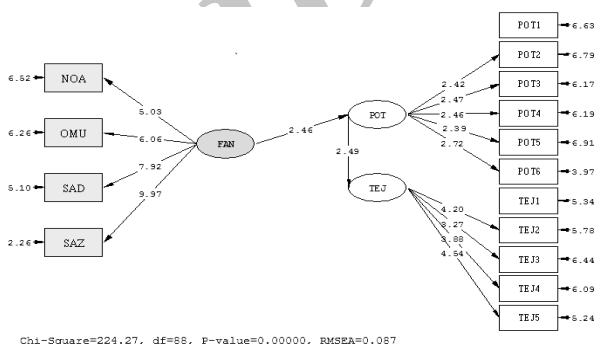 POT1 6.63
POT2 6.79
6.52 NOA
2.42
POT3 6.17
2.47
5.03
POT
2.46 POT4 6.19
2.46
6.26 OMU 6.06
2.39 POT5 6.91
FAN
2.49
2.72
POT6 3.97
7.92
5.10 SAD
TEJ
TEJ1 5.34
9.97
4.20
TEJ2 5.78
3.27
2.26 SAZ
3.88
TEJ3 6.44
4.54
TEJ4 6.09
TEJ5 5.24
Chi-Square=224.27, df=88, P-value=0.00000, RMSEA=0.087